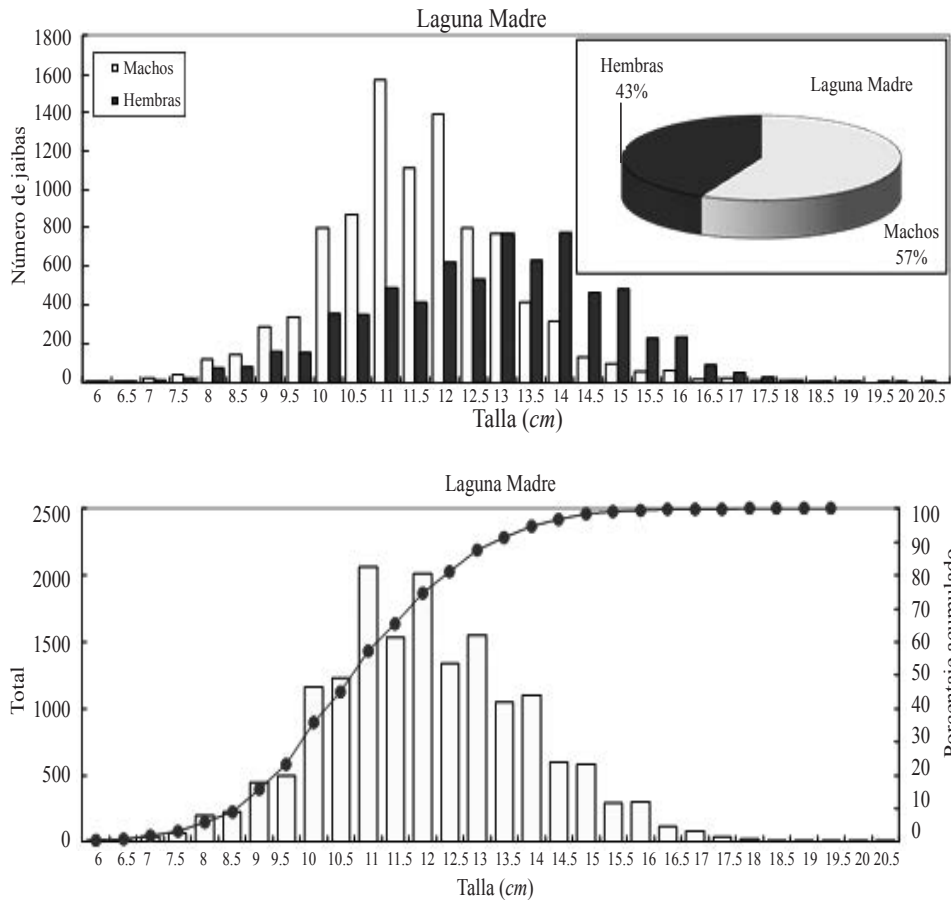 Laguna Madre
1800
1600
1400
1200
1000
800
600
400
200
0
Número de jaibas
Machos
Hembras
Hembras
43%
Laguna Madre
Machos
57%
6 6.5 7 7.5 8 8.5 9 9.5 10 10.5 11 11.5 12 12.5 13 13.5 14 14.5 15 15.5 16 16.5 17 17.5 18 18.5 19 19.5 20 20.5
Talla (cm)
Laguna Madre
2500
2000
1500
1000
500
0
Total
100
90
80
70
60
50
40
30
20
10
0
Porcentaje acumulado
6 6.5 7 7.5 8 8.5 9 9.5 10 10.5 11 11.5 12 12.5 13 13.5 14 14.5 15 15.5 16 16.5 17 17.5 18 18.5 19 19.5 20 20.5
Talla (cm)